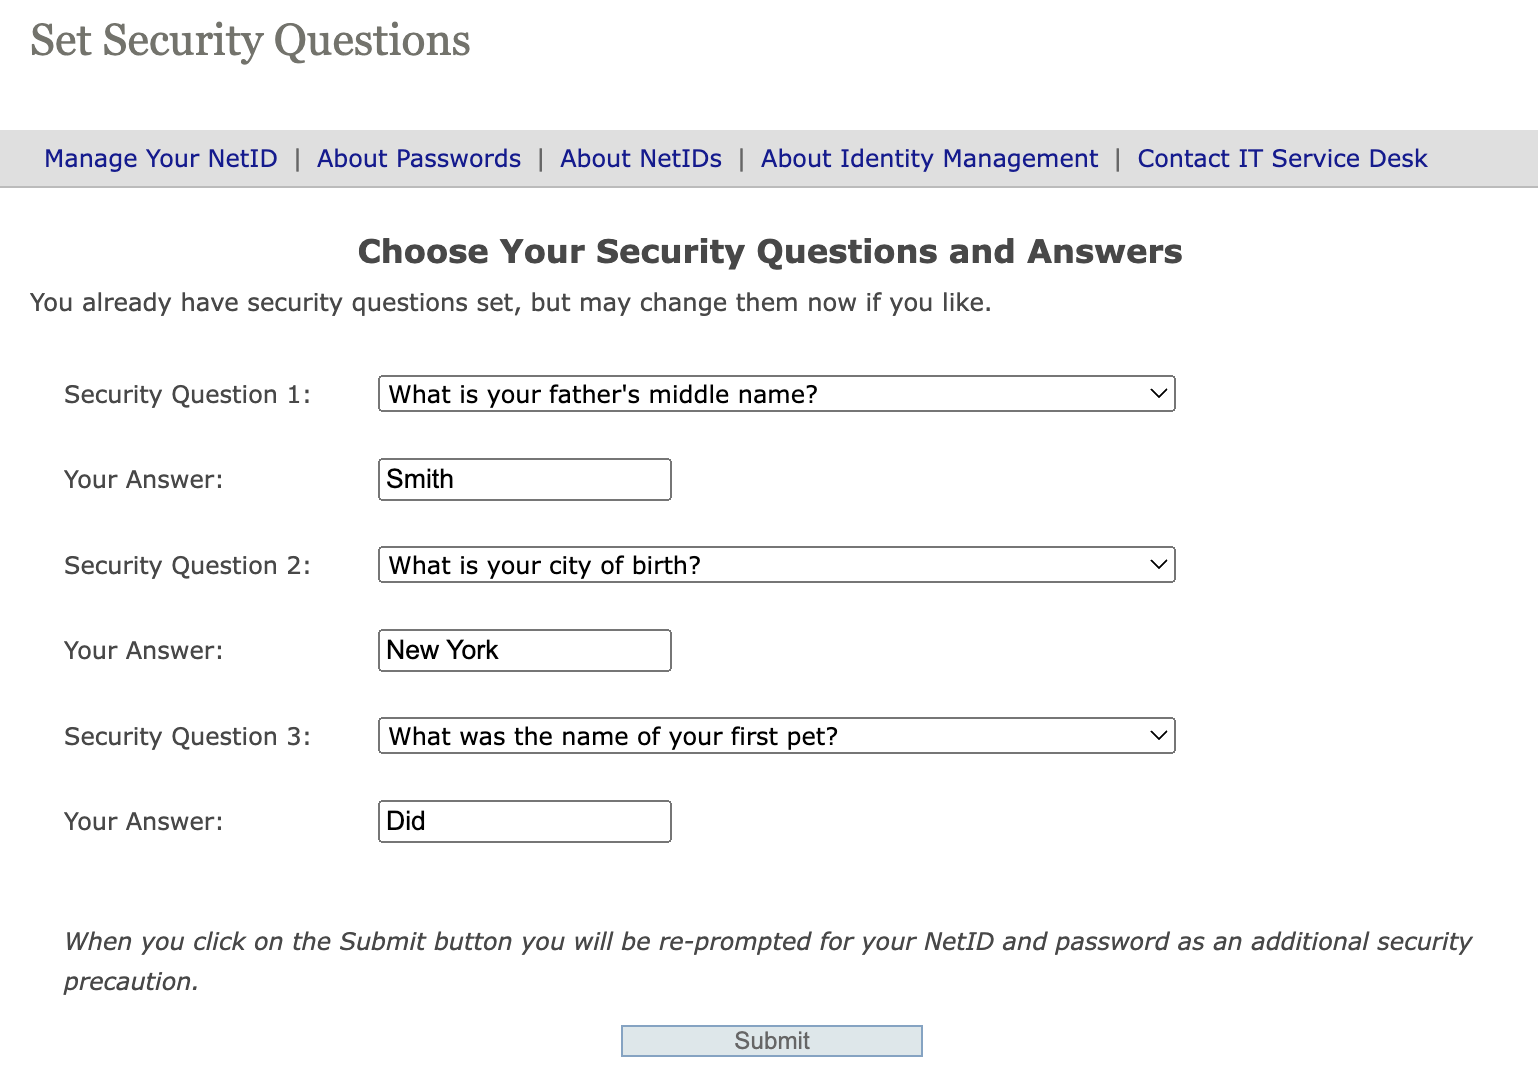 Set Security Questions
Manage Your NetID | About Passwords | About NetIDs | About Identity Management | Contact IT Service Desk
Choose Your Security Questions and Answers
You already have security questions set, but may change them now if you like.
Security Question 1: What is your father's middle name?
Your Answer: Smith
Security Question 2: What is your city of birth?
Your Answer: New York
Security Question 3: What was the name of your first pet?
Your Answer: Did
When you click on the Submit button you will be re-prompted for your NetID and password as an additional security
precaution.
Submit